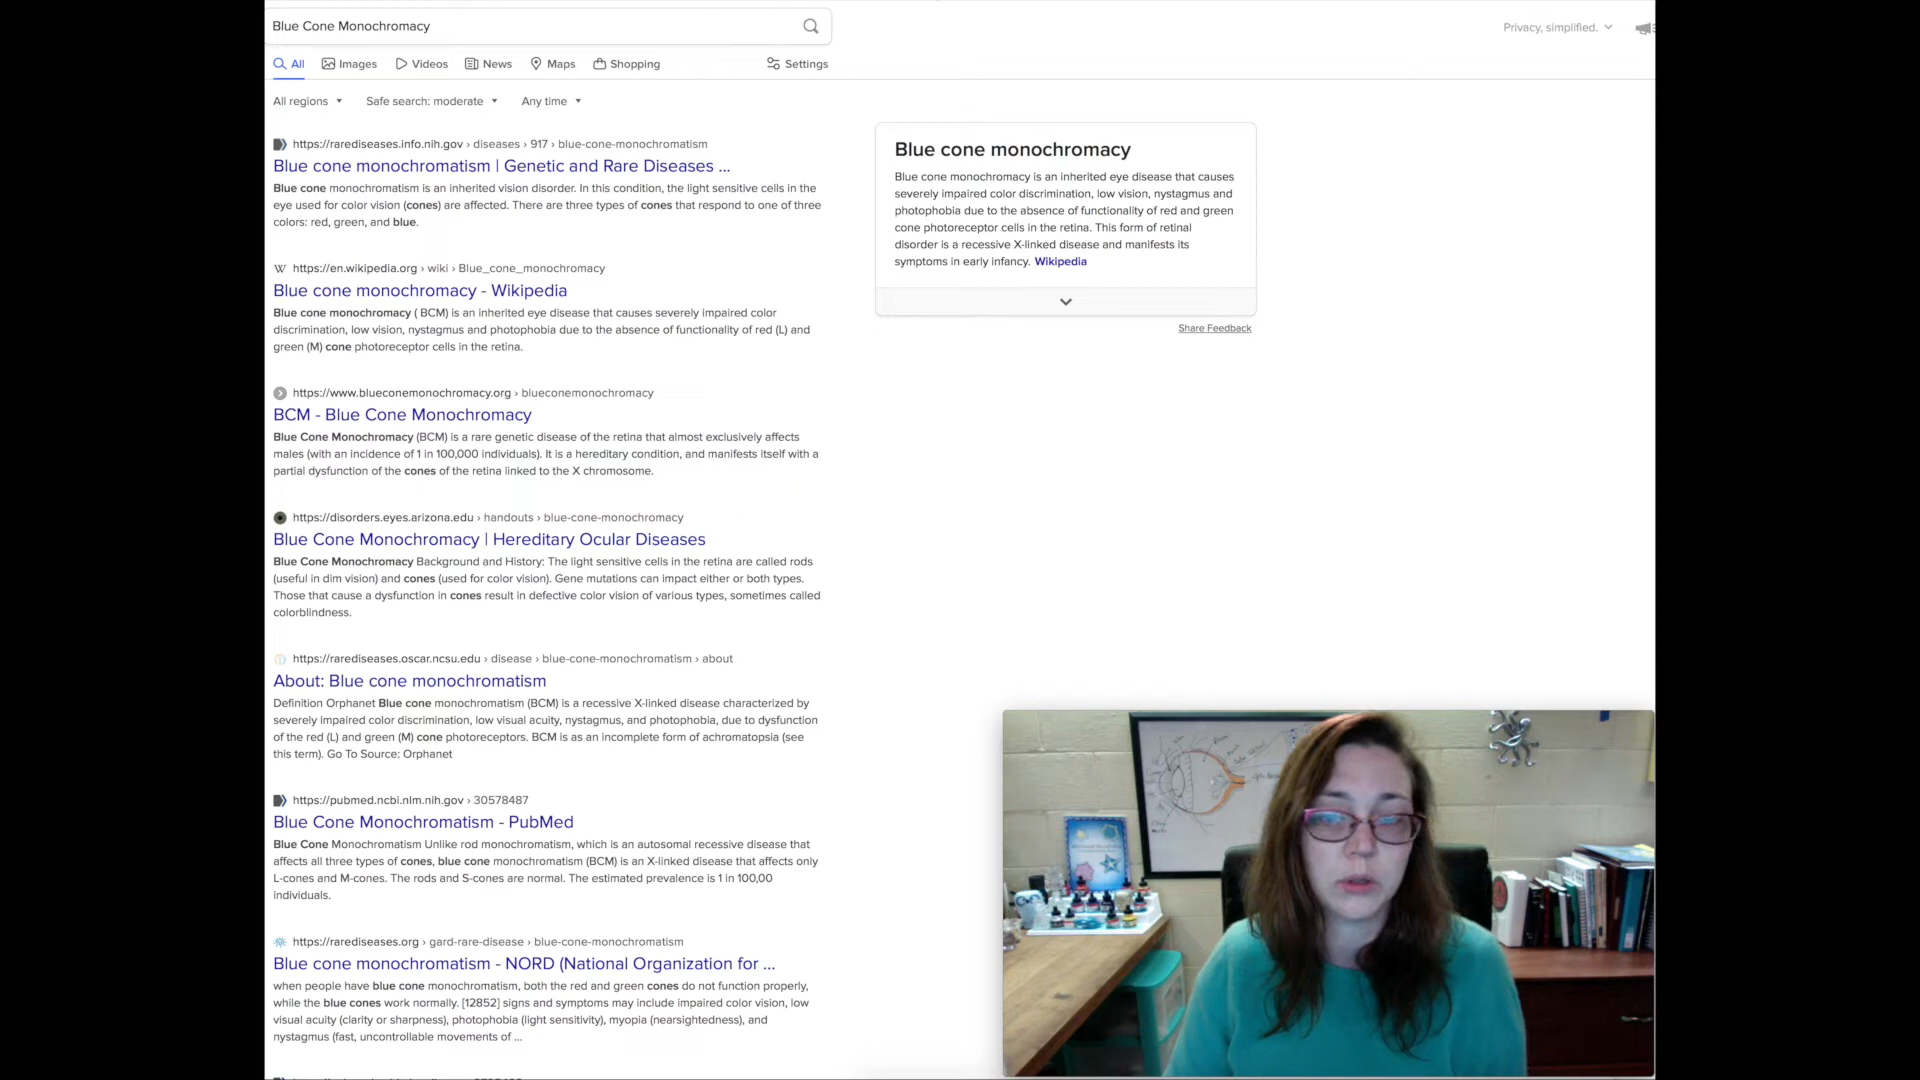 Blue Cone Monochromacy
Privacy, simplified.
All Images Videos News Maps Shopping Settings
All regions Safe search: moderate Any time
https://rarediseases.info.nih.gov › diseases › 917 › blue-cone-monochromatism
Blue cone monochromatism | Genetic and Rare Diseases ...
Blue cone monochromatism is an inherited vision disorder. In this condition, the light sensitive cells in the
eye used for color vision (cones) are affected. There are three types of cones that respond to one of three
colors: red, green, and blue.
https://en.wikipedia.org › wiki › Blue_cone_monochromacy
Blue cone monochromacy - Wikipedia
Blue cone monochromacy ( BCM) is an inherited eye disease that causes severely impaired color
discrimination, low vision, nystagmus and photophobia due to the absence of functionality of red (L) and
green (M) cone photoreceptor cells in the retina.
https://www.blueconemonochromacy.org › blueconemonochromacy
BCM - Blue Cone Monochromacy
Blue Cone Monochromacy (BCM) is a rare genetic disease of the retina that almost exclusively affects
males (with an incidence of 1 in 100,000 individuals). It is a hereditary condition, and manifests itself with a
partial dysfunction of the cones of the retina linked to the X chromosome.
https://disorders.eyes.arizona.edu › handouts › blue-cone-monochromacy
Blue Cone Monochromacy | Hereditary Ocular Diseases
Blue Cone Monochromacy Background and History: The light sensitive cells in the retina are called rods
(useful in dim vision) and cones (used for color vision). Gene mutations can impact either or both types.
Those that cause a dysfunction in cones result in defective color vision of various types, sometimes called
colorblindness.
https://rarediseases.oscar.ncsu.edu › disease › blue-cone-monochromatism › about
About: Blue cone monochromatism
Definition Orphanet Blue cone monochromatism (BCM) is a recessive X-linked disease characterized by
severely impaired color discrimination, low visual acuity, nystagmus, and photophobia, due to dysfunction
of the red (L) and green (M) cone photoreceptors. BCM is as an incomplete form of achromatopsia (see
this term). Go To Source: Orphanet
https://pubmed.ncbi.nlm.nih.gov › 30578487
Blue Cone Monochromatism - PubMed
Blue Cone Monochromatism Unlike rod monochromatism, which is an autosomal recessive disease that
affects all three types of cones, blue cone monochromatism (BCM) is an X-linked disease that affects only
L-cones and M-cones. The rods and S-cones are normal. The estimated prevalence is 1 in 100,00
individuals.
https://rarediseases.org › gard-rare-disease › blue-cone-monochromatism
Blue cone monochromatism - NORD (National Organization for ...
when people have blue cone monochromatism, both the red and green cones do not function properly,
while the blue cones work normally. [12852] signs and symptoms may include impaired color vision, low
visual acuity (clarity or sharpness), photophobia (light sensitivity), myopia (nearsightedness), and
nystagmus (fast, uncontrollable movements of ...
Blue cone monochromacy
Blue cone monochromacy is an inherited eye disease that causes
severely impaired color discrimination, low vision, nystagmus and
photophobia due to the absence of functionality of red and green
cone photoreceptor cells in the retina. This form of retinal
disorder is a recessive X-linked disease and manifests its
symptoms in early infancy. Wikipedia
Share Feedback